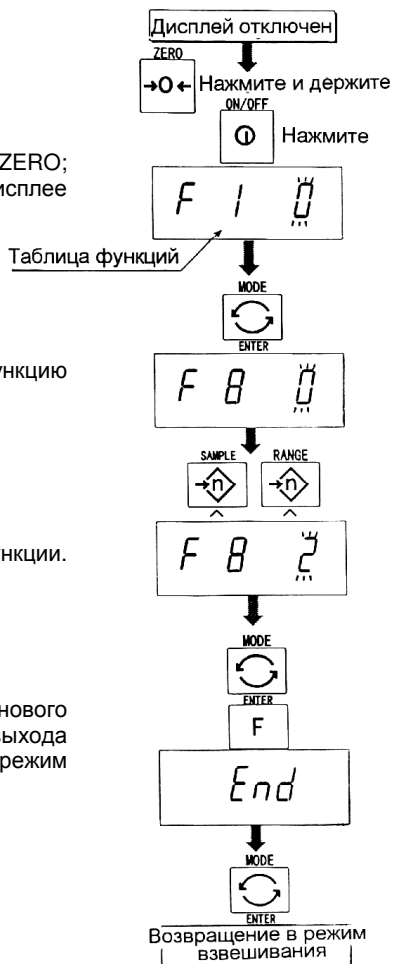 Дисплей отключен
ZERO
→0← Нажмите и держите
ON/OFF
Нажмите
ZERO;
исплее
F 1 0
Таблица функций
MODE
ENTER
ункцию
F 8 0
SAMPLE RANGE
n n
нкции.
F 8 2
MODE
ENTER
нового
F
выхода
режим
End
MODE
ENTER
Возвращение в режим
взвешивания